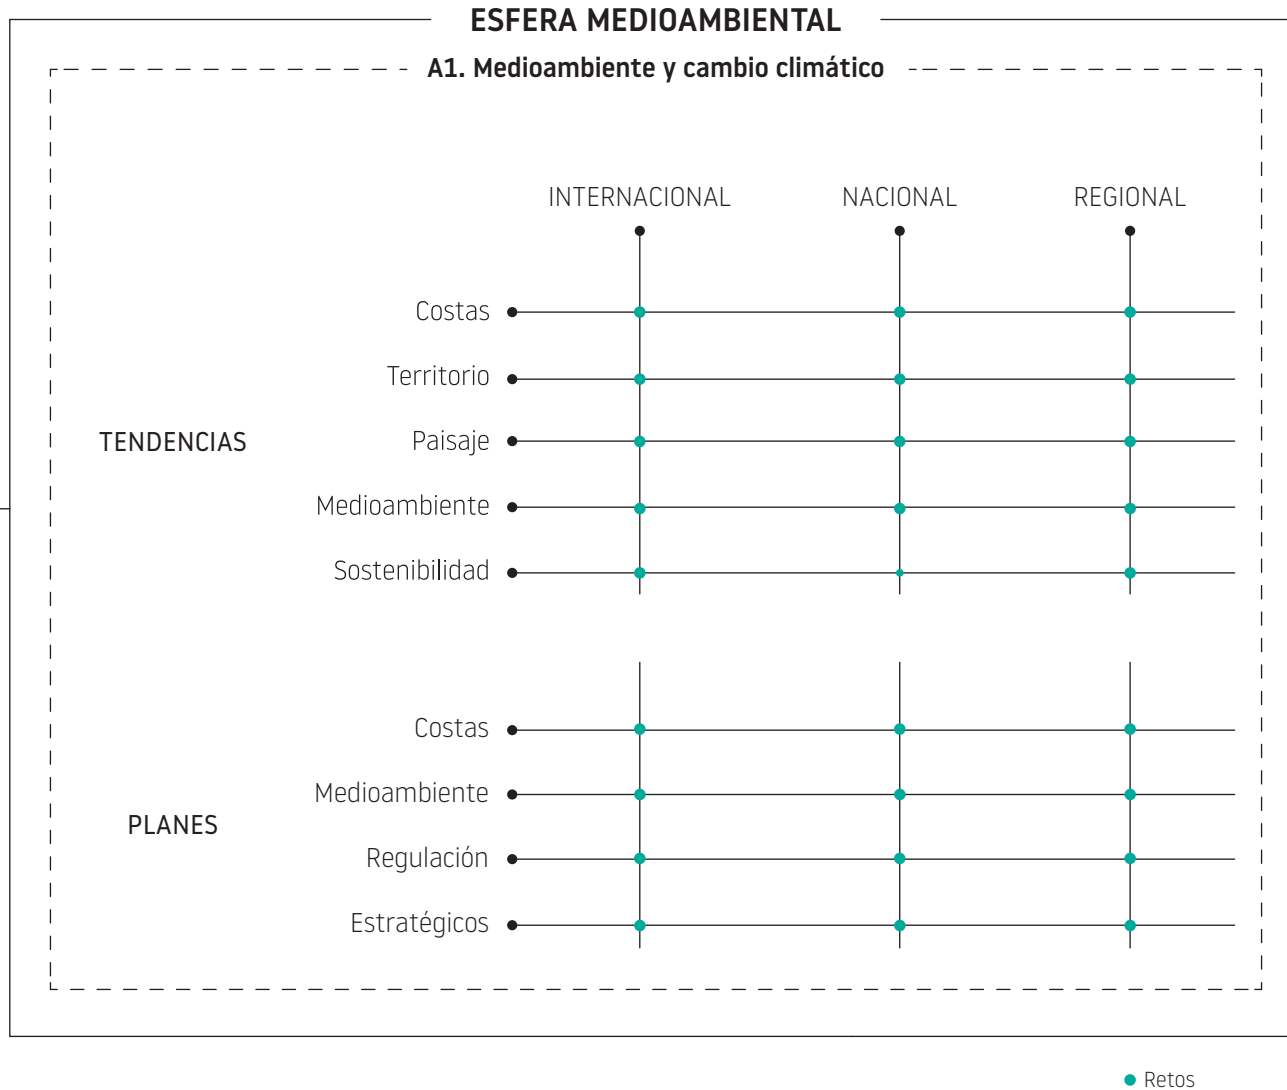 ESFERA MEDIOAMBIENTAL
A1. Medioambiente y cambio climático
INTERNACIONAL NACIONAL REGIONAL
TENDENCIAS
Costas
Territorio
Paisaje
Medioambiente
Sostenibilidad
PLANES
Costas
Medioambiente
Regulación
Estratégicos
Retos